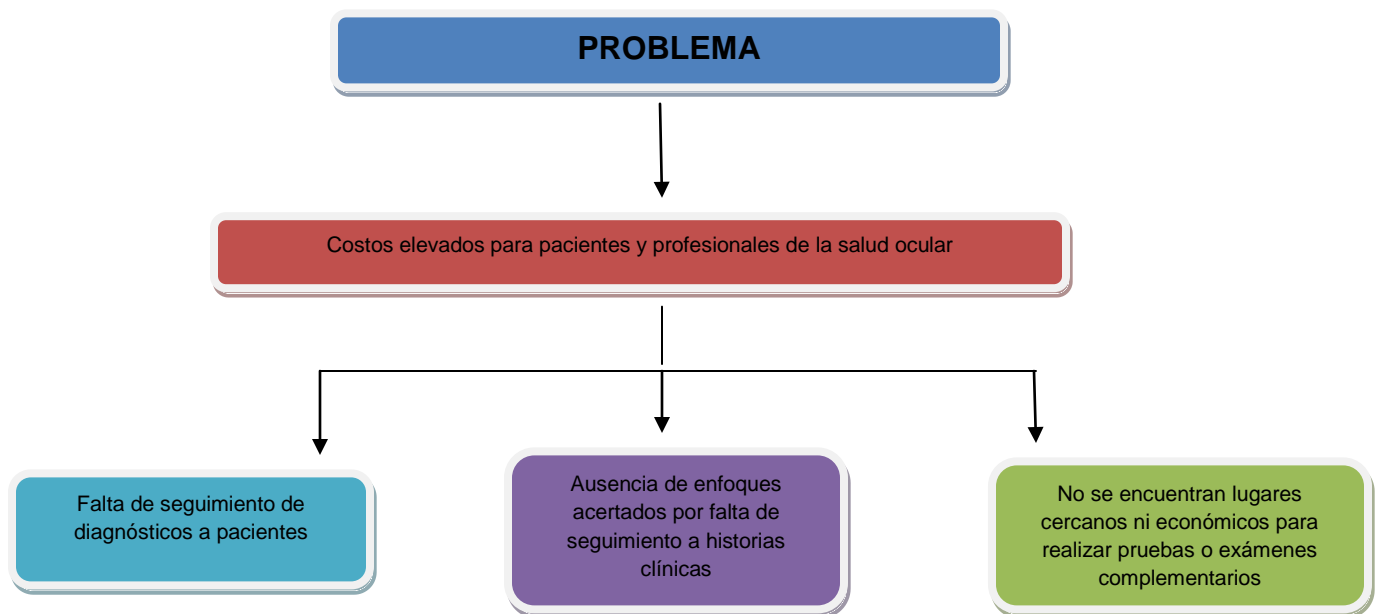 PROBLEMA
Costos elevados para pacientes y profesionales de la salud ocular
Falta de seguimiento de
diagnósticos a pacientes
Ausencia de enfoques
acertados por falta de
seguimiento a historias
clínicas
No se encuentran lugares
cercanos ni económicos para
realizar pruebas o exámenes
complementarios